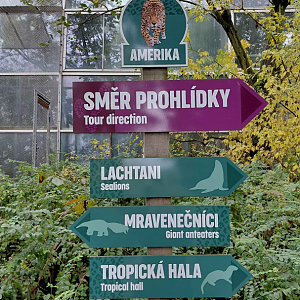 AMERIKA
SMĚR PROHLÍDKY
Tour direction
LACHTANI
Sealions
MRAVENEČNÍCI
Giant anteaters
TROPICKÁ HALA
Tropical hall